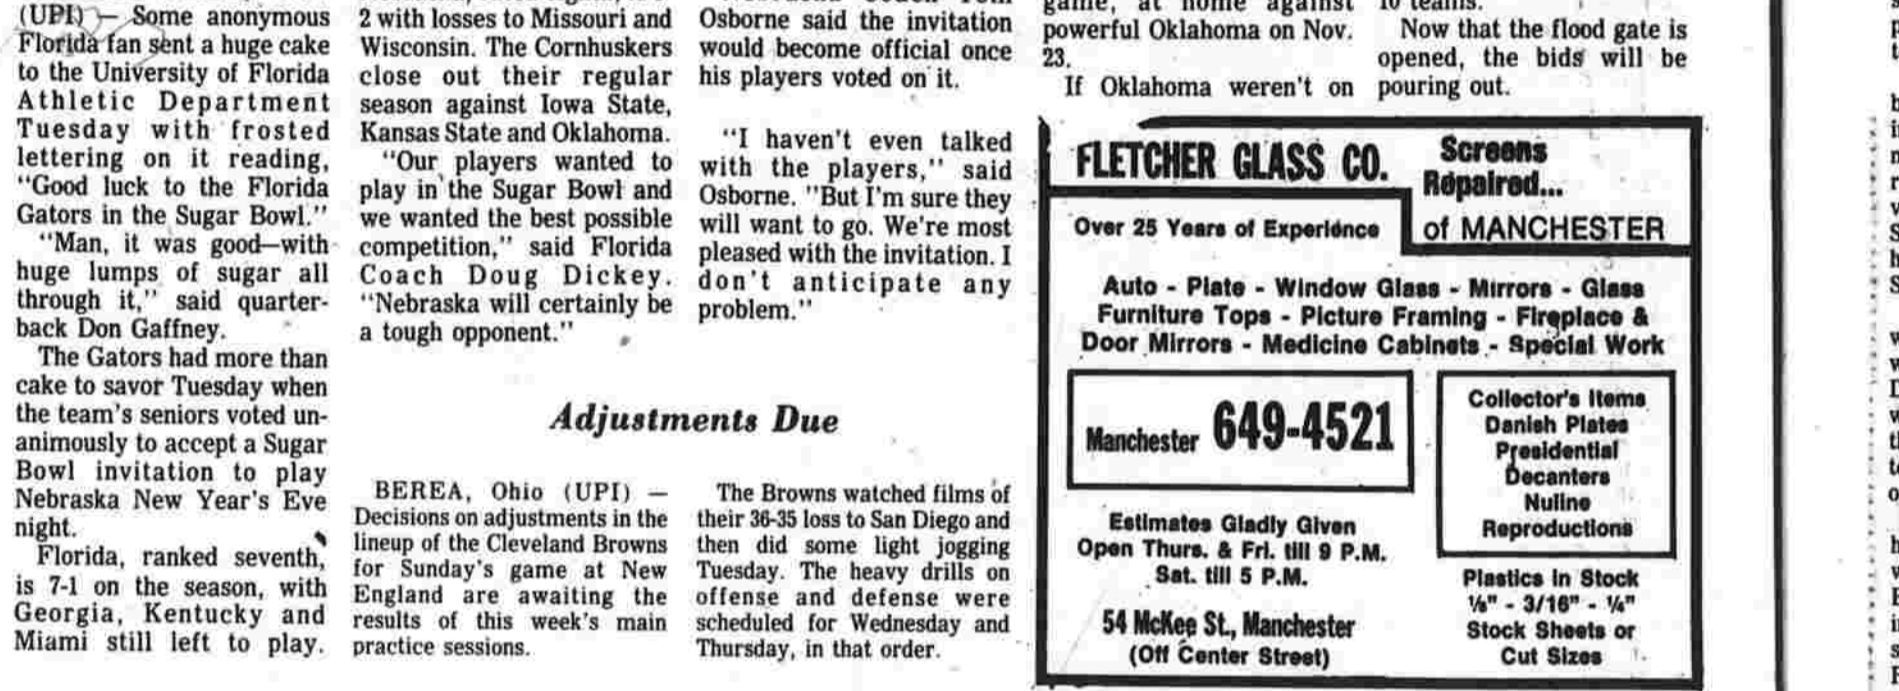 (UPI) — Some anonymous
Florida fan sent a huge cake
to the University of Florida
Athletic Department
Tuesday with frosted
lettering on it reading,
"Good luck to the Florida
Gators in the Sugar Bowl."
"Man, it was good—with
huge lumps of sugar all
through it," said quarter-
back Don Gaffney.
The Gators had more than
cake to savor Tuesday when
the team's seniors voted un-
animously to accept a Sugar
Bowl invitation to play
Nebraska New Year's Eve
night.
Florida, ranked seventh,
is 7-1 on the season, with
Georgia, Kentucky and
Miami still left to play.
2 with losses to Missouri and
Wisconsin. The Cornhuskers
close out their regular
season against Iowa State,
Kansas State and Oklahoma.
"Our players wanted to
play in the Sugar Bowl and
we wanted the best possible
competition," said Florida
Coach Doug Dickey.
"Nebraska will certainly be
a tough opponent."
Osborne said the invitation
would become official once
his players voted on it.
"I haven't even talked
with the players," said
Osborne. "But I'm sure they
will want to go. We're most
pleased with the invitation. I
don't anticipate any
problem."
game, at home against
powerful Oklahoma on Nov.
23.
If Oklahoma weren't on
10 teams.
Now that the flood gate is
opened, the bids will be
pouring out.
Adjustments Due
BEREA, Ohio (UPI) —
Decisions on adjustments in the
lineup of the Cleveland Browns
for Sunday's game at New
England are awaiting the
results of this week's main
practice sessions.
The Browns watched films of
their 36-35 loss to San Diego and
then did some light jogging
Tuesday. The heavy drills on
offense and defense were
scheduled for Wednesday and
Thursday, in that order.
FLETCHER GLASS CO.
Screens
Repaired...
Over 25 Years of Experience
of MANCHESTER
Auto - Plate - Window Glass - Mirrors - Glass
Furniture Tops - Picture Framing - Fireplace &
Door Mirrors - Medicine Cabinets - Special Work
Manchester 649-4521
Collector's Items
Danish Plates
Presidential
Decanters
Nuline
Reproductions
Estimates Gladly Given
Open Thurs. & Fri. till 9 P.M.
Sat. till 5 P.M.
54 McKee St., Manchester
(Off Center Street)
Plastics in Stock
⅛" - 3/16" - ¼"
Stock Sheets or
Cut Sizes